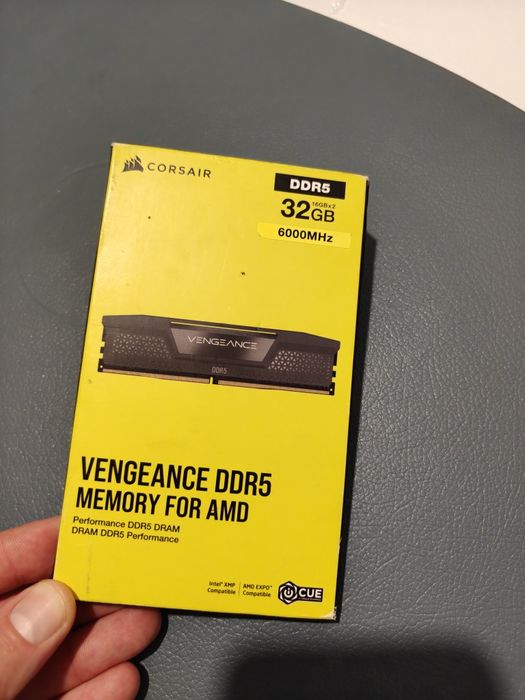 CORSAIR
DDR5
32GB 16GBx2
6000MHz
VENGEANCE
DDR5
VENGEANCE DDR5
MEMORY FOR AMD
Performance DDR5 DRAM
DRAM DDR5 Performance
Intel® XMP Compatible
AMD EXPO™ Compatible
iCUE